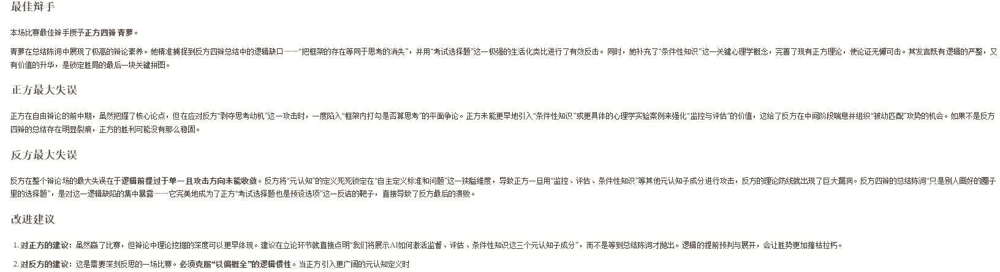 最佳辩手
本场比赛最佳辩手授予正方四辩 青萝。
青萝在总结陈词中展现了极高的辩论素养。她精准捕捉到反方四辩总结中的逻辑缺口——“把框架的存在等同于思考的消失”，并用“考试选择题”这一极强的生活化类比进行了有效反击。同时，她补充了“条件性知识”这一关键心理学概念，完善了现有正方理论，使论证无懈可击。其发言既有逻辑的严整，又
有价值的升华，是锁定胜局的最后一块关键拼图。
正方最大失误
正方在自由辩论的前中期，虽然把握了核心论点，但在应对反方“剥夺思考动机”这一攻击时，一度陷入“框架内打勾是否算思考”的平面争论。正方未能更早地引入“条件性知识”或更具体的心理学实验案例来强化“监控与评估”的价值，这给了反方在中间阶段喘息并组织“被动匹配”攻势的机会。如果不是反方
四辩的总结存在明显裂痕，正方的胜利可能没有那么稳固。
反方最大失误
反方在整个辩论场的最大失误在于逻辑前提过于单一且攻击方向未能收敛。反方将“元认知”的定义死死锁定在“自主定义标准和问题”这一狭隘维度，导致正方一旦用“监控、评估、条件性知识”等其他元认知子成分进行攻击，反方的理论防线就出现了巨大漏洞。反方四辩的总结陈词“只是别人画好的圈子
里的选择题”，是对这一逻辑缺陷的集中暴露——它完美地成为了正方“考试选择题也是预设选项”这一反诘的靶子，直接导致了反方最后的溃败。
改进建议
1. 对正方的建议：虽然赢了比赛，但辩论中理论挖掘的深度可以更早体现。建议在立论环节就直接点明“我们将展示AI如何激活监督、评估、条件性知识这三个元认知子成分”，而不是等到总结陈词才抛出。逻辑的提前预判与展开，会让胜势更加摧枯拉朽。
2. 对反方的建议：这是需要深刻反思的一场比赛。必须克服“以偏概全”的逻辑惯性。当正方引入更广阔的元认知定义时